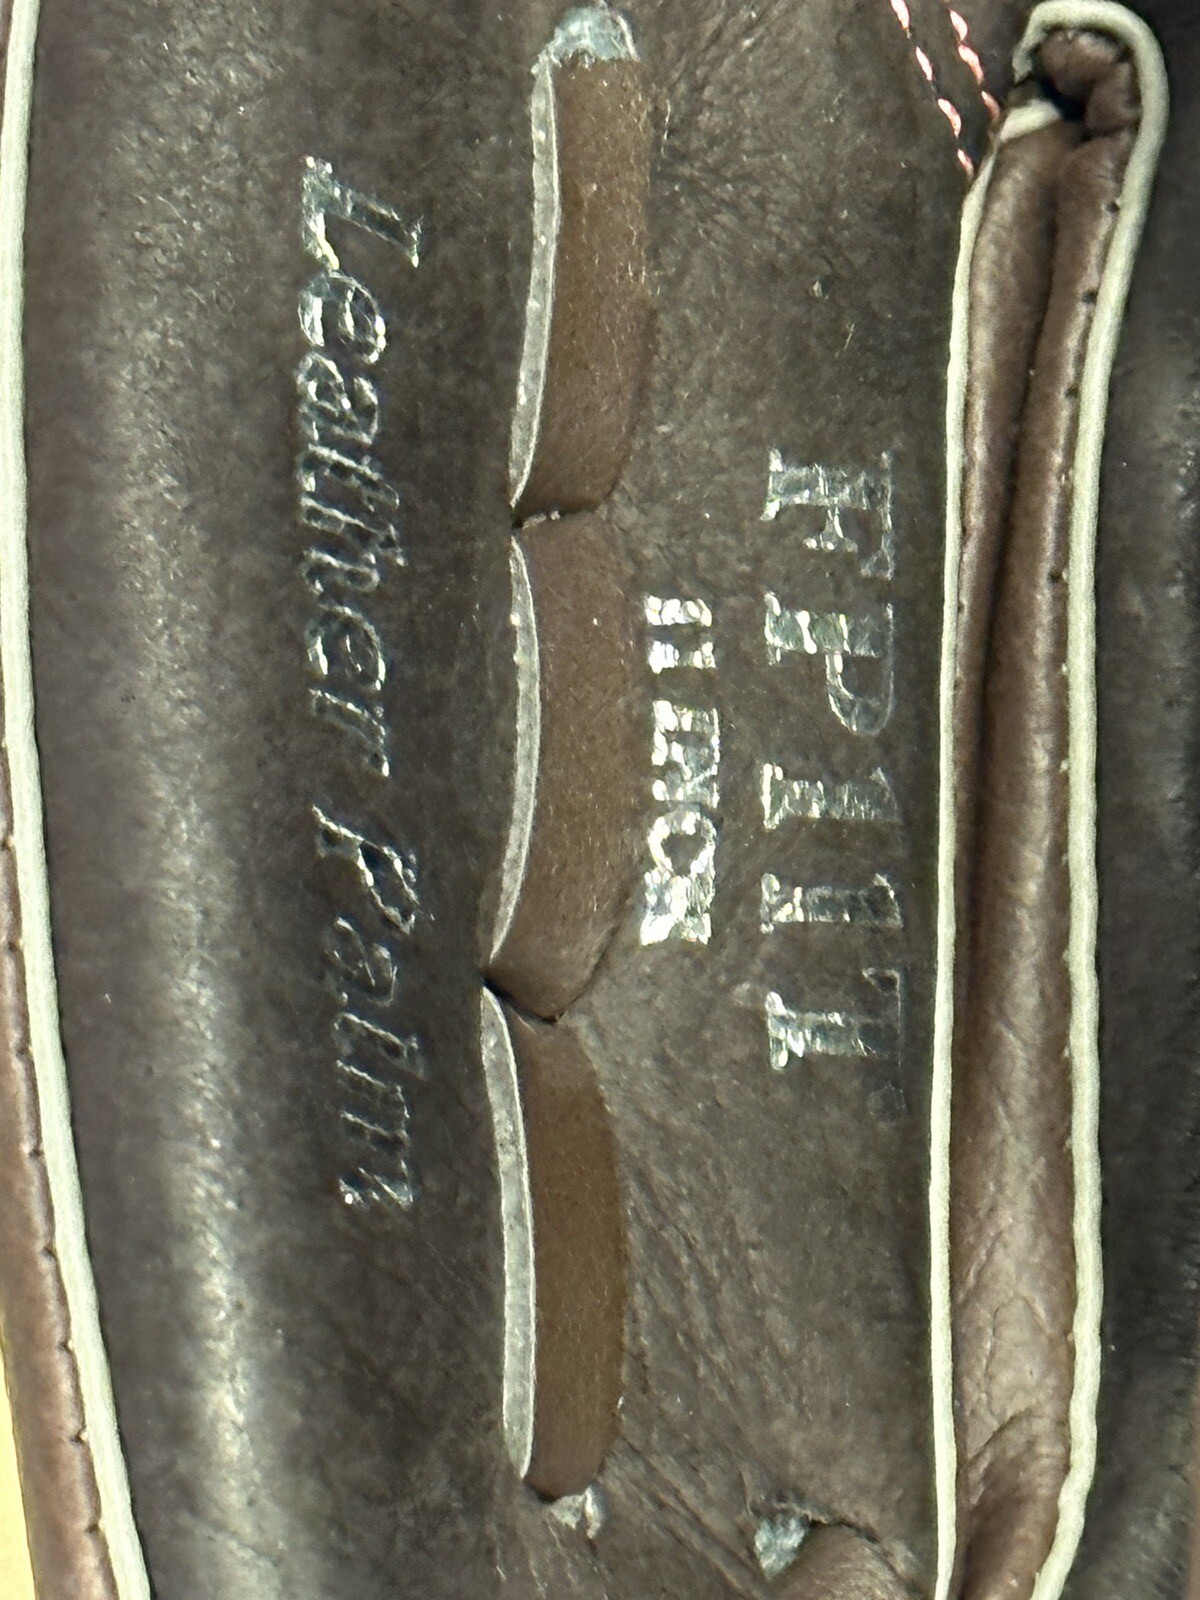 FP11T
11 INCH
Leather Palm